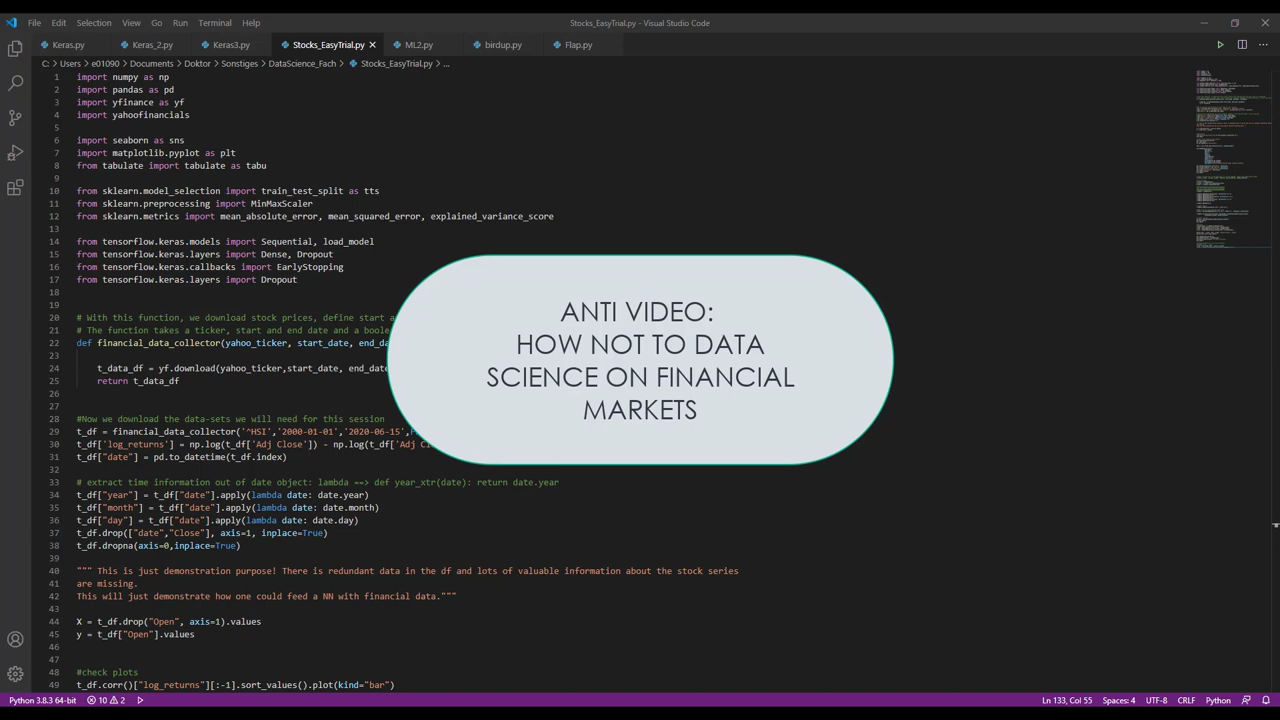 File Edit Selection View Go Run Terminal Help Stocks_EasyTrial.py - Visual Studio Code
Keras.py Keras_2.py Keras3.py Stocks_EasyTrial.py ML2.py birdup.py Flap.py
C: > Users > e01090 > Documents > Doktor > Sonstiges > DataScience_Fach > Stocks_EasyTrial.py > ...
1 import numpy as np
2 import pandas as pd
3 import yfinance as yf
4 import yahoofinancials
5
6 import seaborn as sns
7 import matplotlib.pyplot as plt
8 from tabulate import tabulate as tabu
9
10 from sklearn.model_selection import train_test_split as tts
11 from sklearn.preprocessing import MinMaxScaler
12 from sklearn.metrics import mean_absolute_error, mean_squared_error, explained_variance_score
13
14 from tensorflow.keras.models import Sequential, load_model
15 from tensorflow.keras.layers import Dense, Dropout
16 from tensorflow.keras.callbacks import EarlyStopping
17 from tensorflow.keras.layers import Dropout
18
19
20 # With this function, we download stock prices, define start a
21 # The function takes a ticker, start and end date and a boole
22 def financial_data_collector(yahoo_ticker, start_date, end_da
23
24 t_data_df = yf.download(yahoo_ticker,start_date, end_date
25 return t_data_df
26
27
28 #Now we download the data-sets we will need for this session
29 t_df = financial_data_collector('^HSI','2000-01-01','2020-06-15',
30 t_df['log_returns'] = np.log(t_df['Adj Close']) - np.log(t_df['Adj
31 t_df["date"] = pd.to_datetime(t_df.index)
32
33 # extract time information out of date object: lambda ==> def year_xtr(date): return date.year
34 t_df["year"] = t_df["date"].apply(lambda date: date.year)
35 t_df["month"] = t_df["date"].apply(lambda date: date.month)
36 t_df["day"] = t_df["date"].apply(lambda date: date.day)
37 t_df.drop(["date","Close"], axis=1, inplace=True)
38 t_df.dropna(axis=0,inplace=True)
39
40 """ This is just demonstration purpose! There is redundant data in the df and lots of valuable information about the stock series
41 are missing.
42 This will just demonstrate how one could feed a NN with financial data."""
43
44 X = t_df.drop("Open", axis=1).values
45 y = t_df["Open"].values
46
47
48 #check plots
49 t_df.corr()["log_returns"][:-1].sort_values().plot(kind="bar")
ANTI VIDEO:
HOW NOT TO DATA
SCIENCE ON FINANCIAL
MARKETS
Python 3.8.3 64-bit 10 2 Ln 133, Col 55 Spaces: 4 UTF-8 CRLF Python